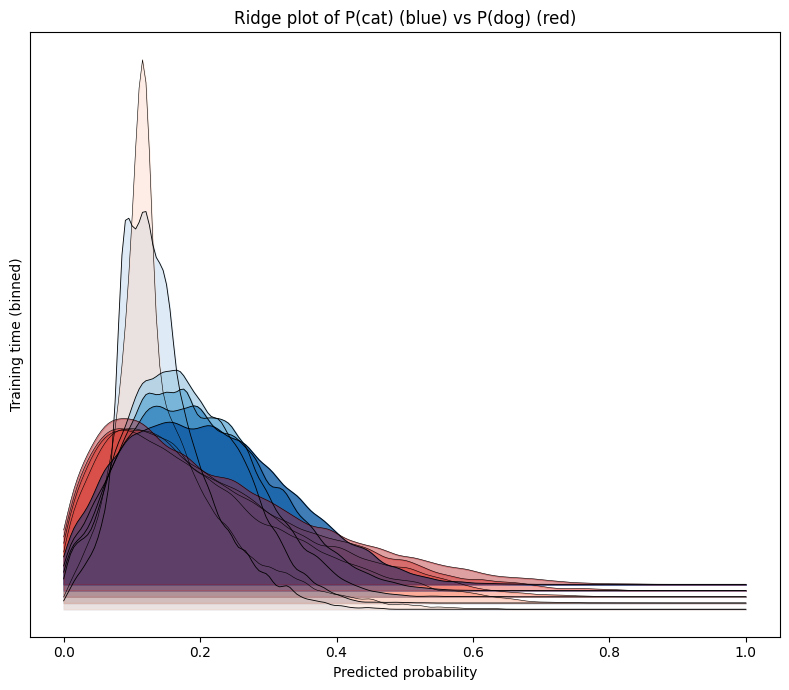 Ridge plot of P(cat) (blue) vs P(dog) (red)
Training time (binned)
0.0 0.2 0.4 0.6 0.8 1.0
Predicted probability